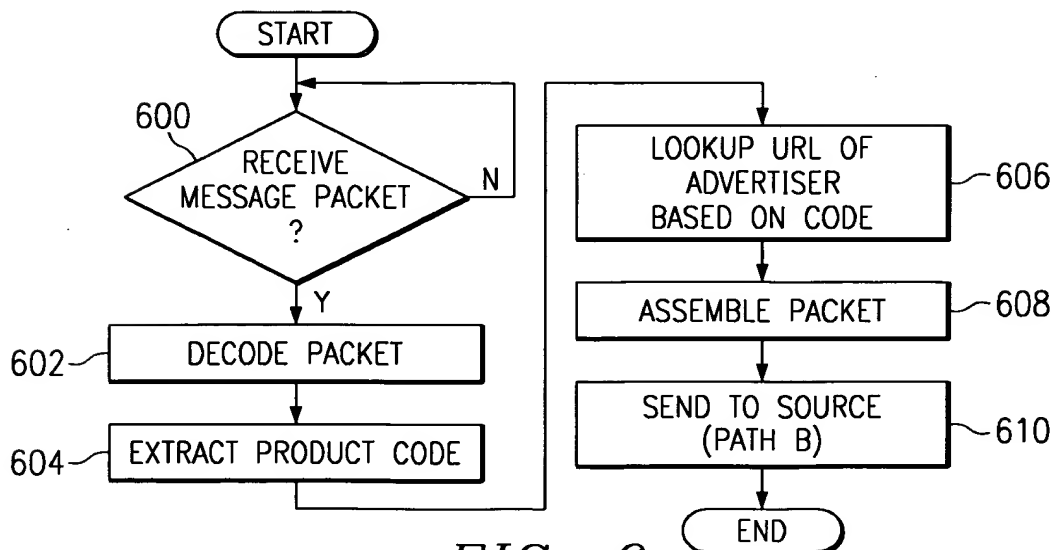 START
600
RECEIVE
MESSAGE PACKET
?
N
Y
602
DECODE PACKET
604
EXTRACT PRODUCT CODE
LOOKUP URL OF
ADVERTISER
BASED ON CODE
606
ASSEMBLE PACKET
608
SEND TO SOURCE
(PATH B)
610
END